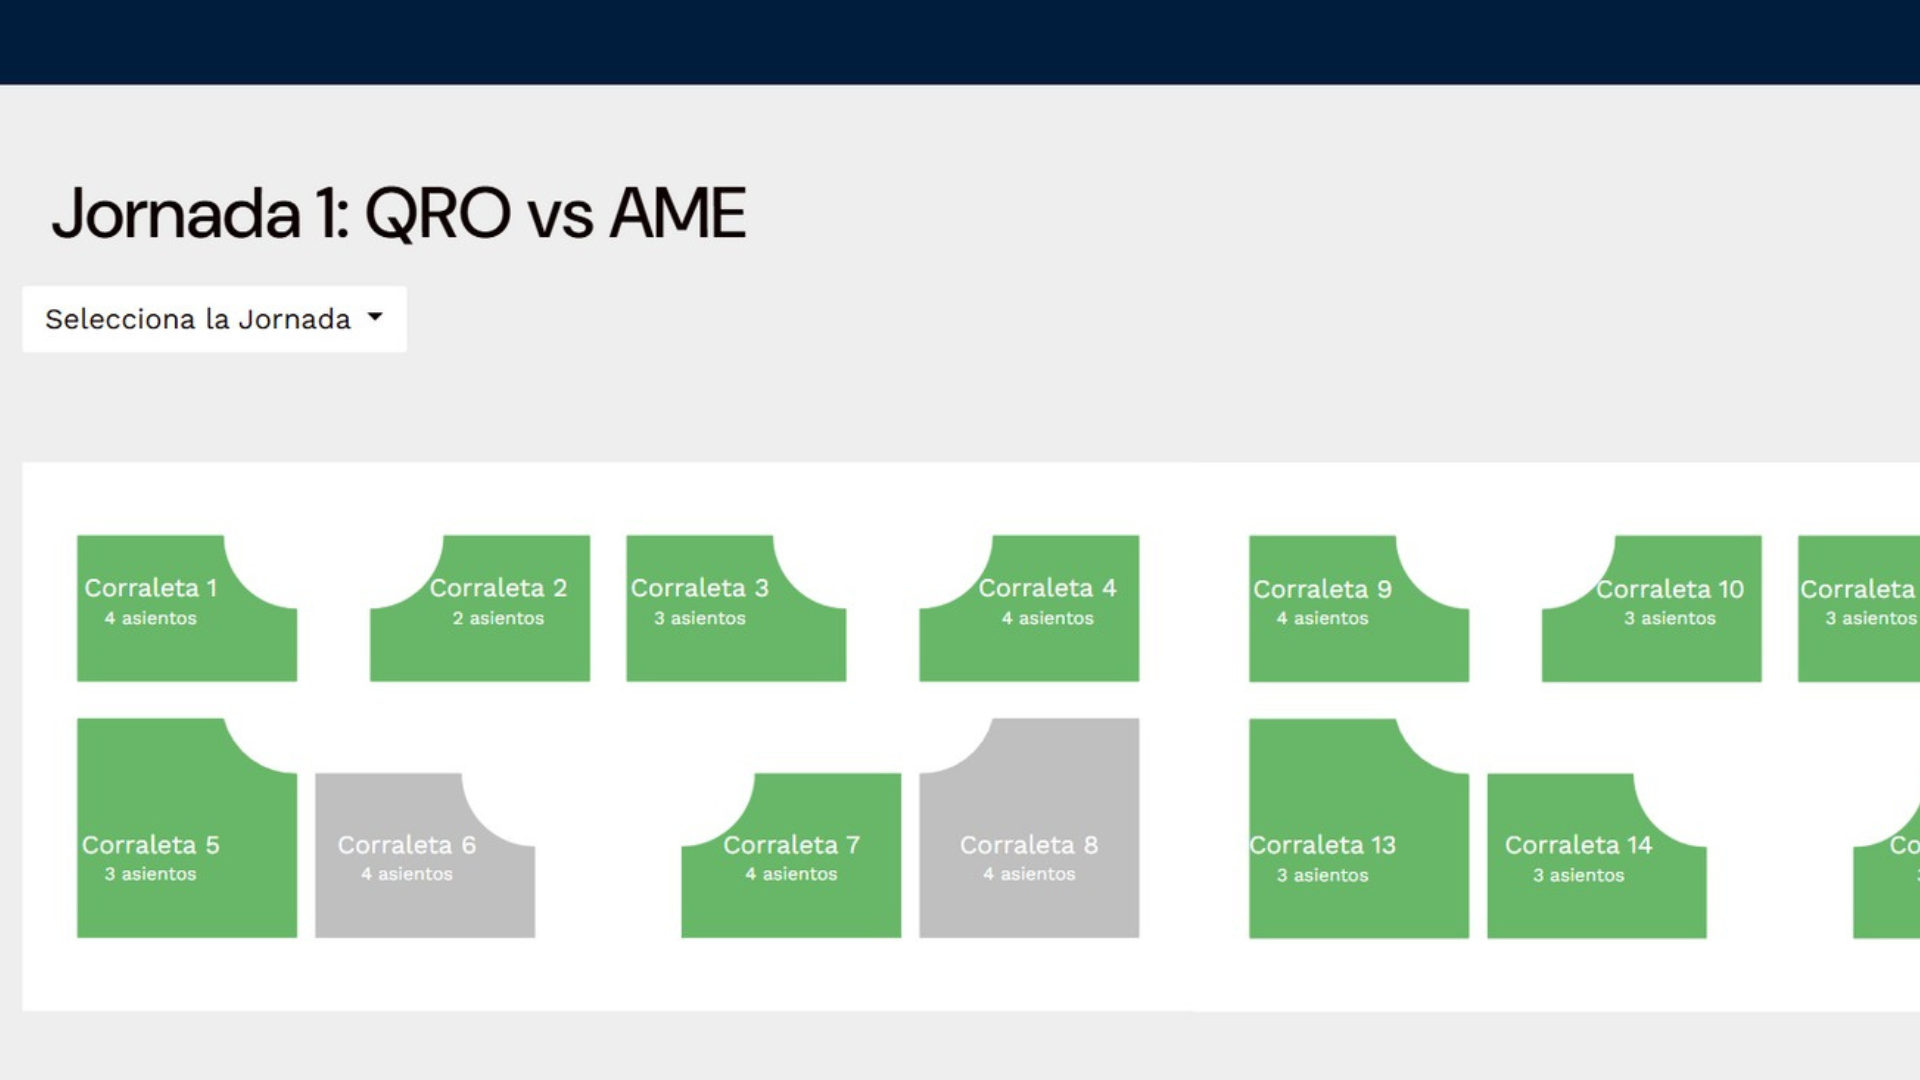 Jornada 1: QRO vs AME
Selecciona la Jornada
Corraleta 1
4 asientos
Corraleta 2
2 asientos
Corraleta 3
3 asientos
Corraleta 4
4 asientos
Corraleta 9
4 asientos
Corraleta 10
3 asientos
Corraleta
3 asientos
Corraleta 5
3 asientos
Corraleta 6
4 asientos
Corraleta 7
4 asientos
Corraleta 8
4 asientos
Corraleta 13
3 asientos
Corraleta 14
3 asientos